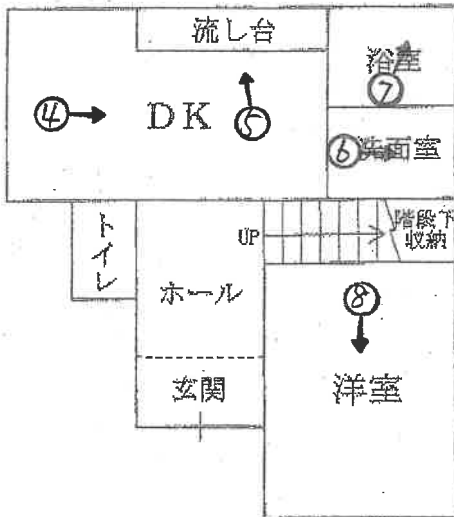 流し台
浴室
④
DK
⑤
⑦
⑥
洗面室
トイレ
UP
階段下
収納
ホール
⑧
玄関
洋室